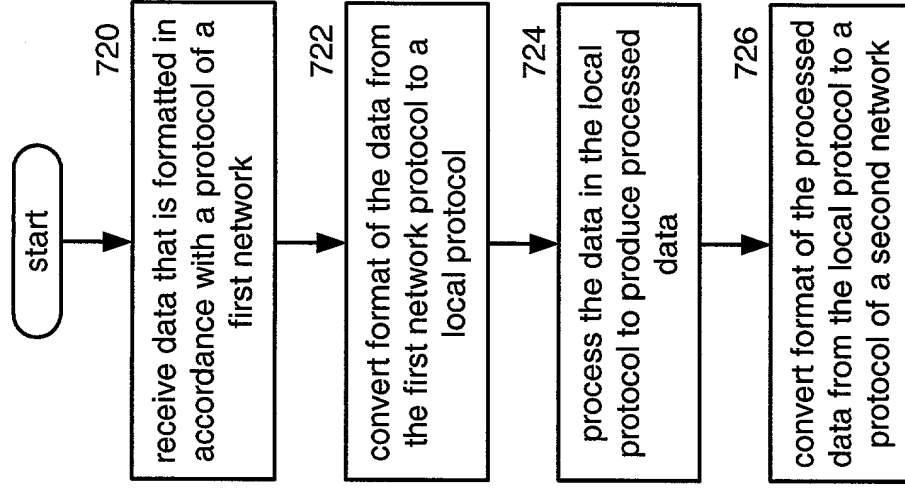 start
720
receive data that is formatted in
accordance with a protocol of a
first network
722
convert format of the data from
the first network protocol to a
local protocol
724
process the data in the local
protocol to produce processed
data
726
convert format of the processed
data from the local protocol to a
protocol of a second network